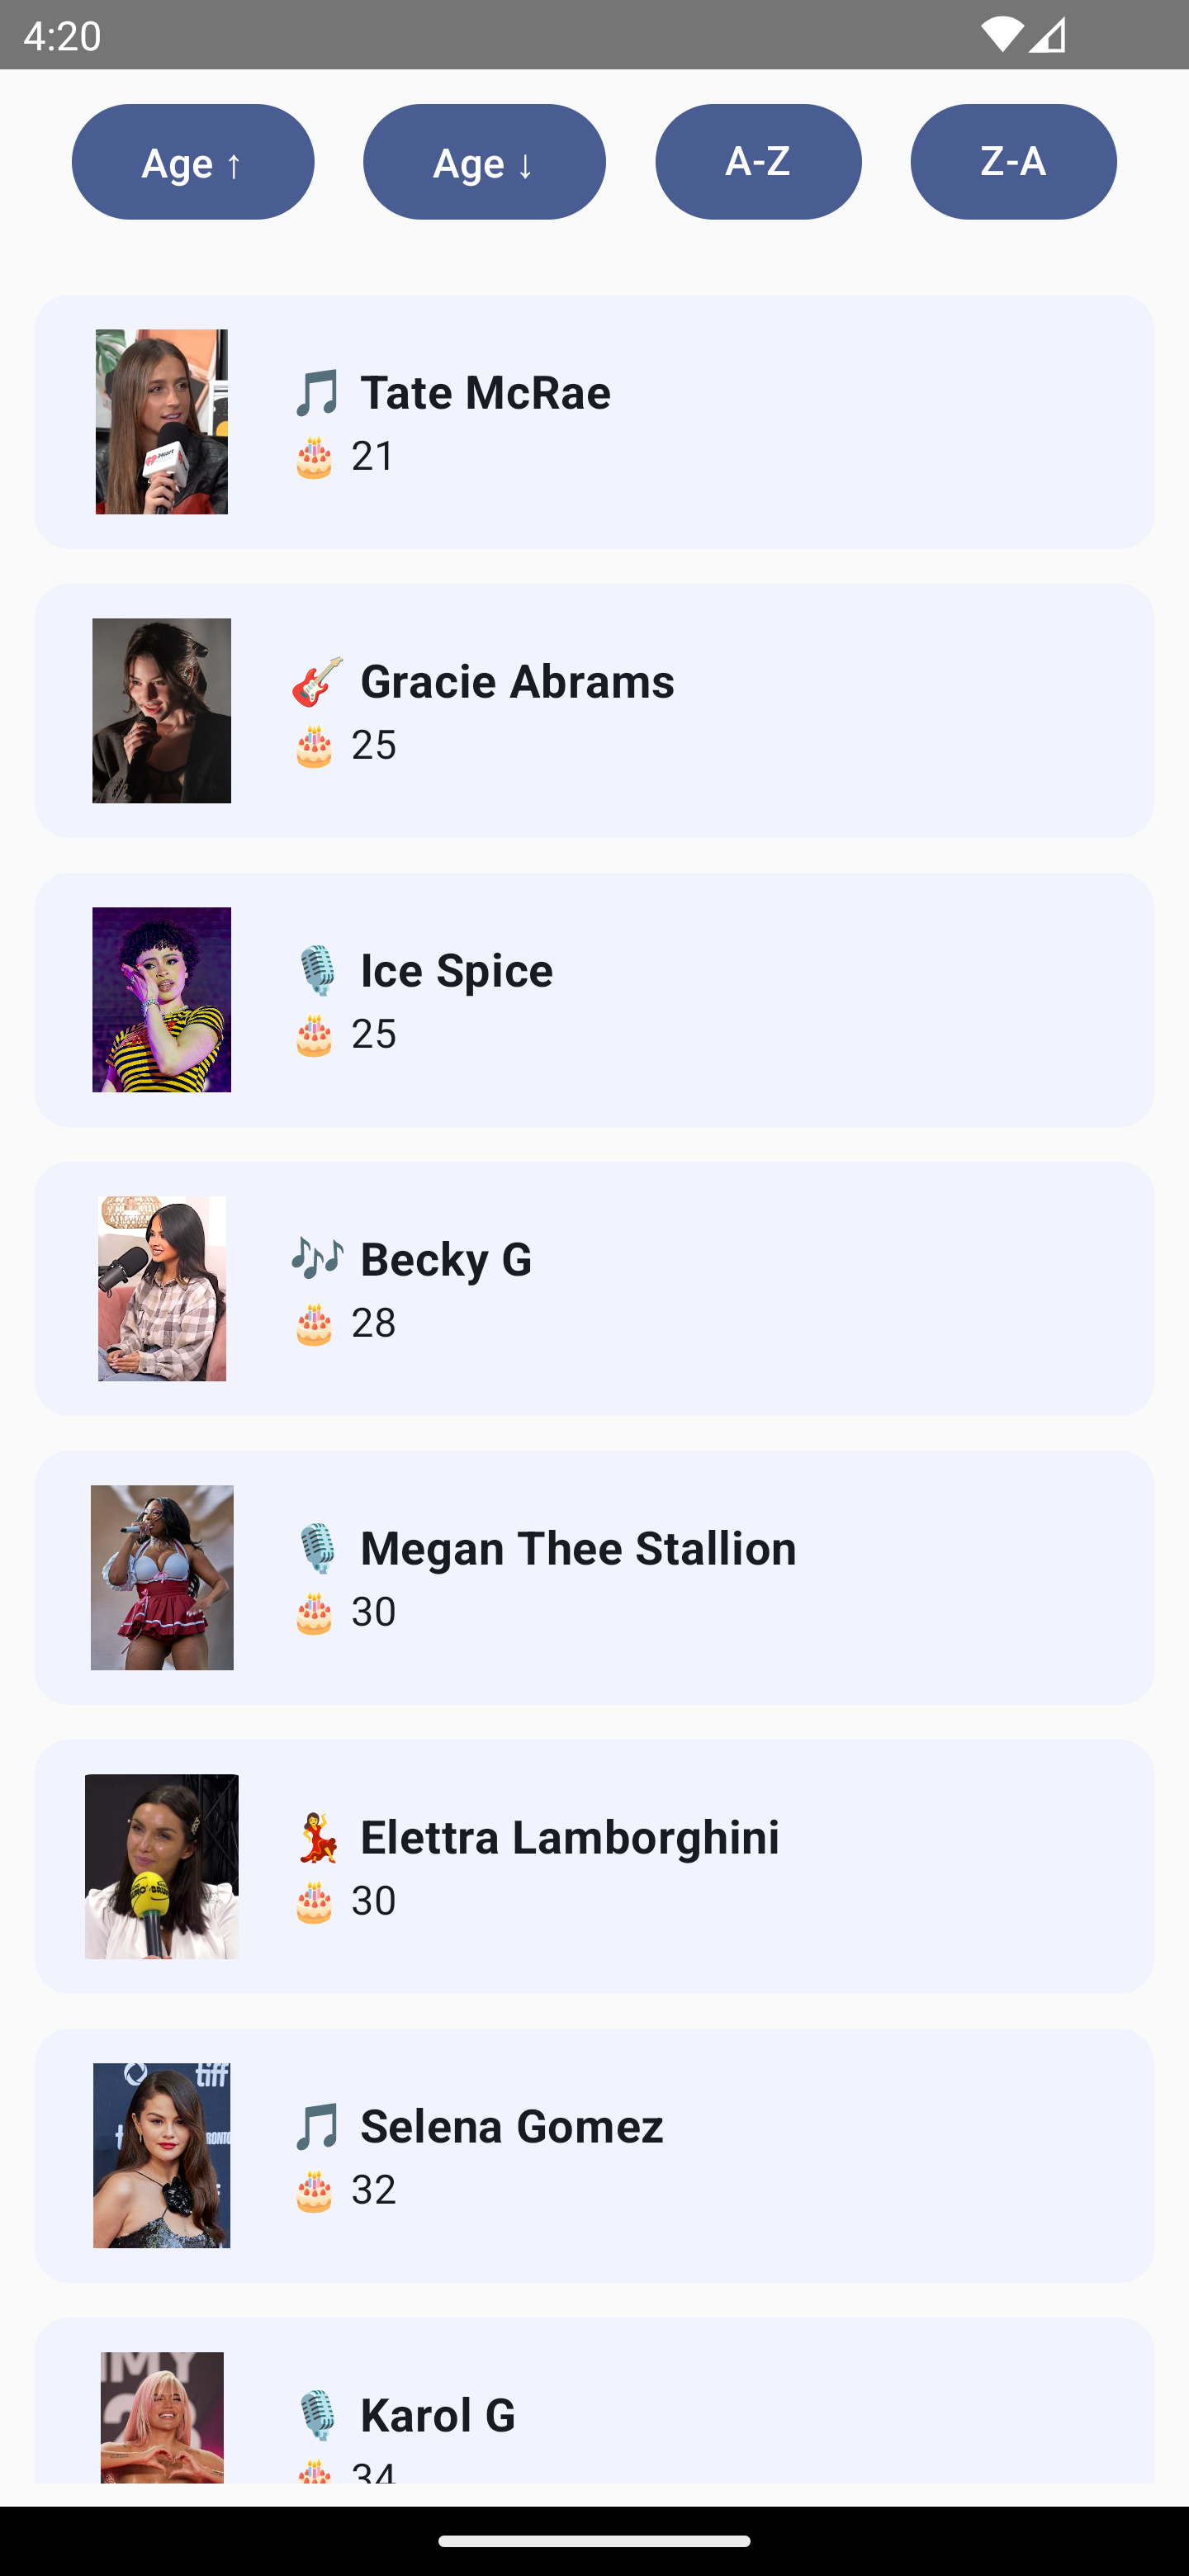 4:20
Age ↑
Age ↓
A-Z
Z-A
🎵 Tate McRae
🎂 21
🎸 Gracie Abrams
🎂 25
🎙️ Ice Spice
🎂 25
🎶 Becky G
🎂 28
🎙️ Megan Thee Stallion
🎂 30
💃 Elettra Lamborghini
🎂 30
tiff
🎵 Selena Gomez
🎂 32
🎙️ Karol G
🎂 34